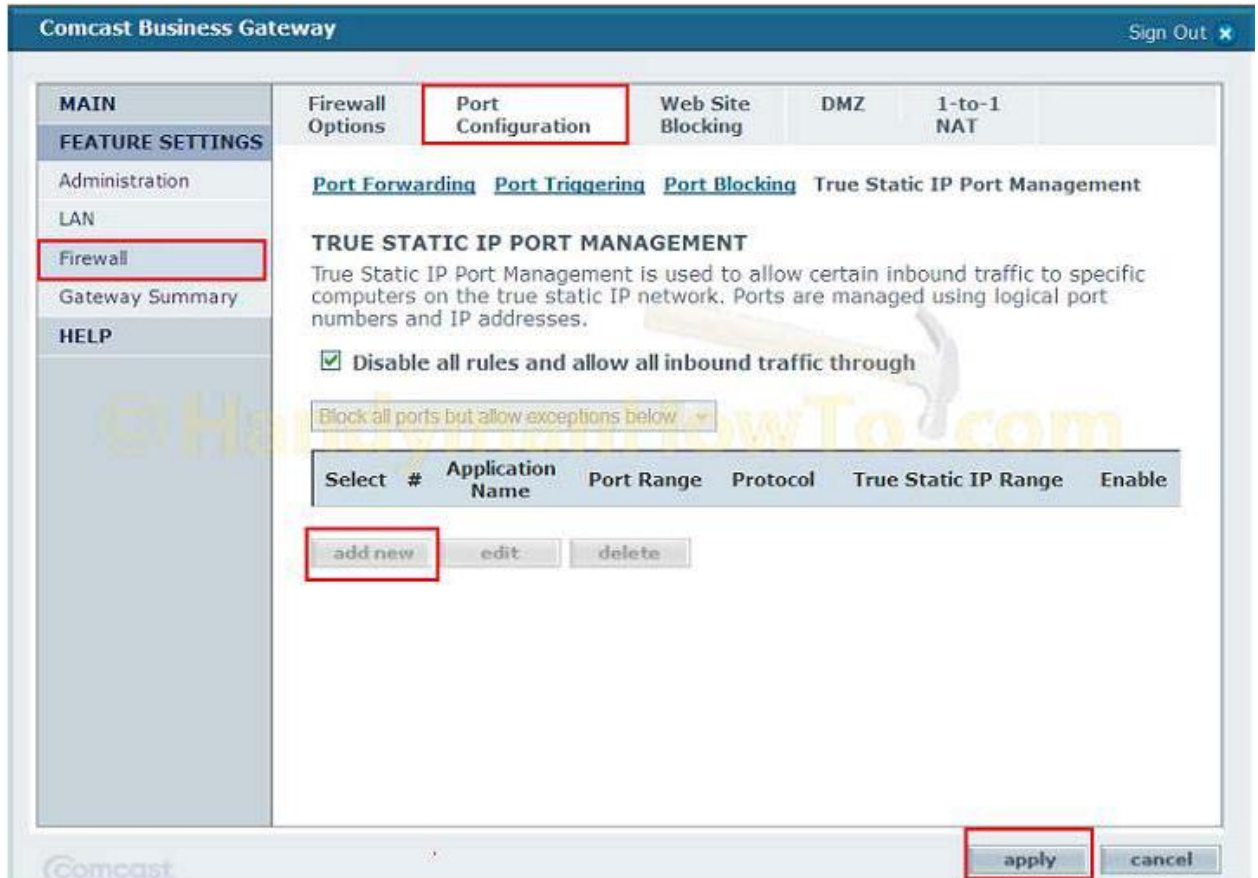 Comcast Business Gateway
Sign Out
MAIN
FEATURE SETTINGS
Administration
LAN
Firewall
Gateway Summary
HELP
Firewall Options
Port Configuration
Web Site Blocking
DMZ
1-to-1 NAT
Port Forwarding Port Triggering Port Blocking True Static IP Port Management
TRUE STATIC IP PORT MANAGEMENT
True Static IP Port Management is used to allow certain inbound traffic to specific
computers on the true static IP network. Ports are managed using logical port
numbers and IP addresses.
Disable all rules and allow all inbound traffic through
Block all ports but allow exceptions below
©HandymanHowTo.com
Select # Application Name Port Range Protocol True Static IP Range Enable
add new edit delete
Comcast
apply cancel